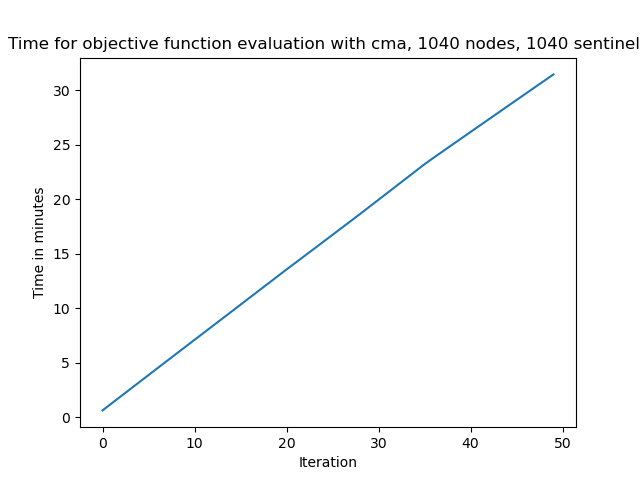 Time for objective function evaluation with cma, 1040 nodes, 1040 sentinel
30
25
20
15
10
5
0
Time in minutes
0 10 20 30 40 50
Iteration